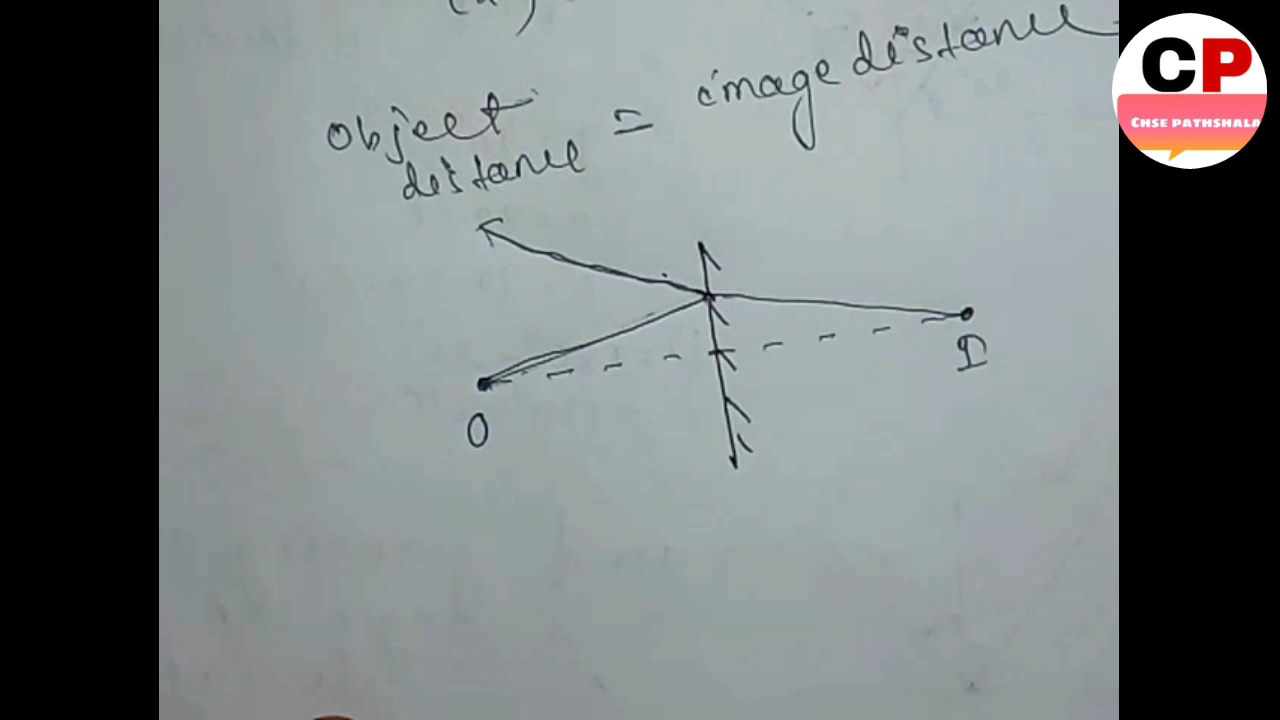 Object = image distance
distance
O
I
CP
CHSE PATHSHALA